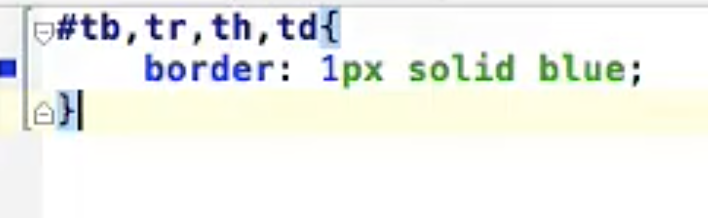 #tb,tr,th,td{
    border: 1px solid blue;
}